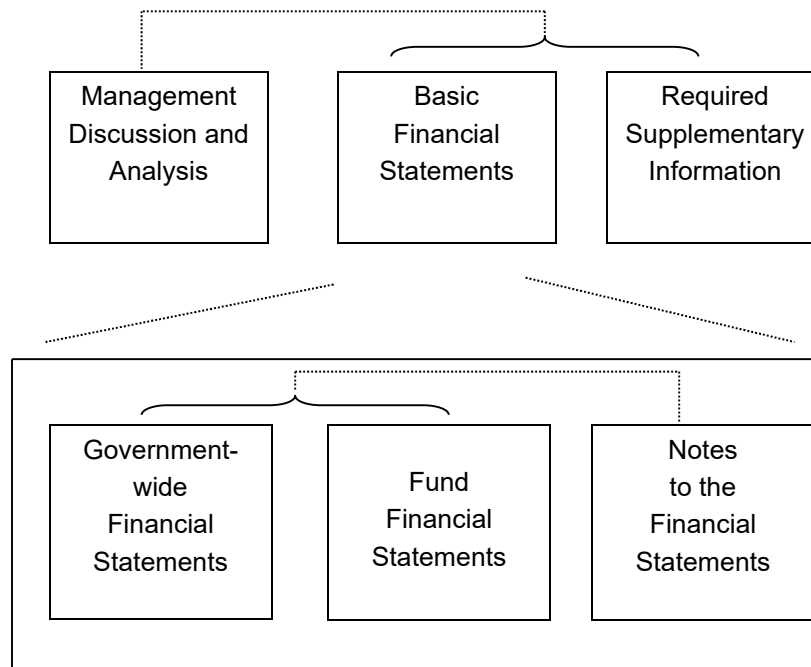 Management
Discussion and
Analysis
Basic
Financial
Statements
Required
Supplementary
Information
Government-
wide
Financial
Statements
Fund
Financial
Statements
Notes
to the
Financial
Statements